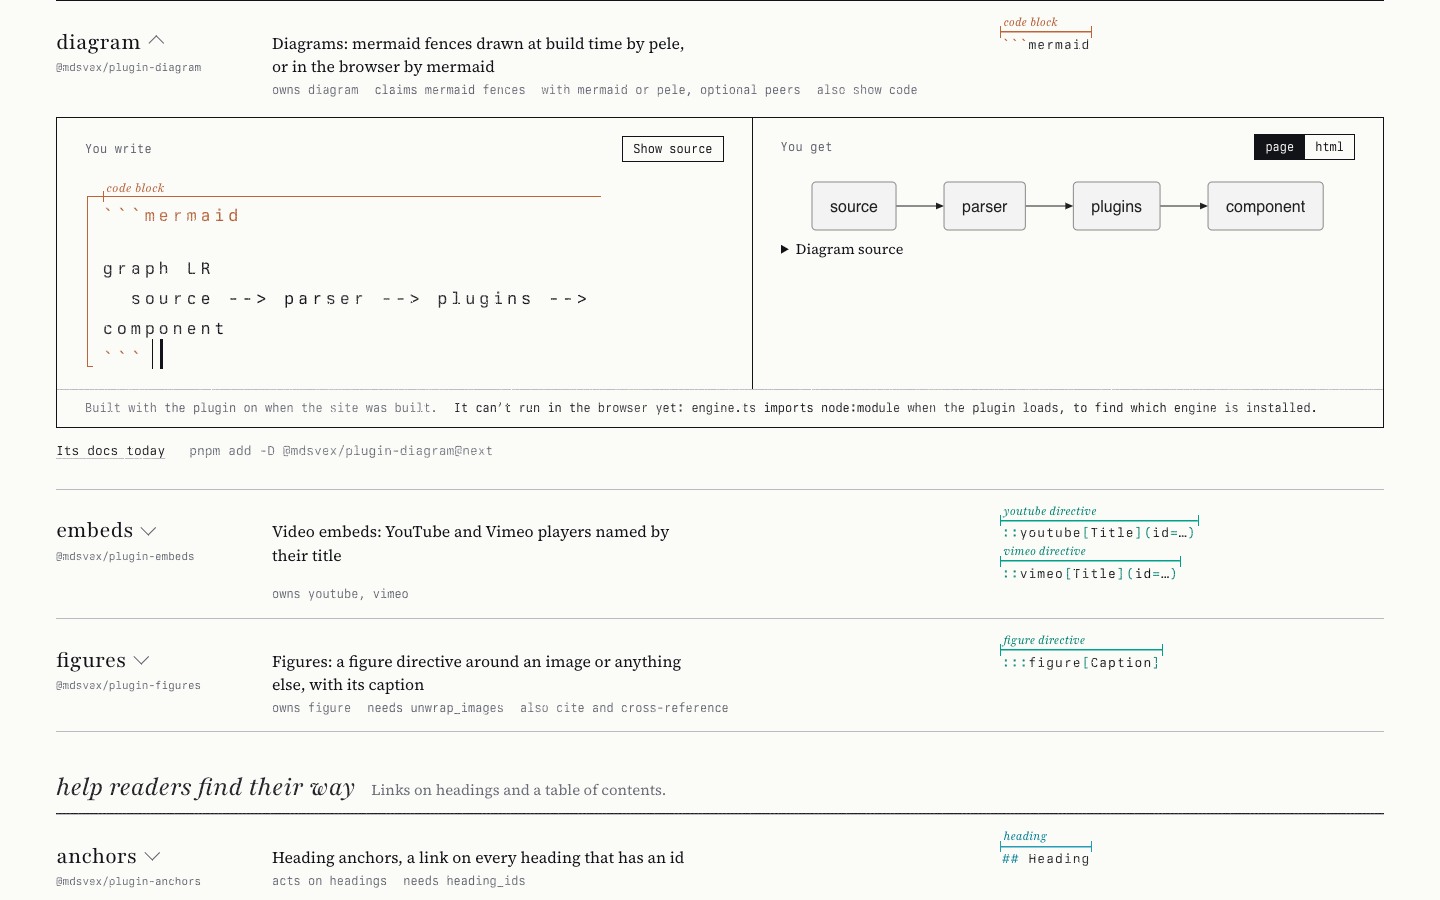 diagram
@mdsvex/plugin-diagram
Diagrams: mermaid fences drawn at build time by pele,
or in the browser by mermaid
owns diagram claims mermaid fences with mermaid or pele, optional peers also show code
code block
```mermaid
You write
Show source
code block
```mermaid
graph LR
source --> parser --> plugins -->
component
```
You get
page
html
source
parser
plugins
component
▶ Diagram source
Built with the plugin on when the site was built. It can't run in the browser yet: engine.ts imports node:module when the plugin loads, to find which engine is installed.
Its docs today
pnpm add -D @mdsvex/plugin-diagram@next
embeds
@mdsvex/plugin-embeds
Video embeds: YouTube and Vimeo players named by
their title
owns youtube, vimeo
youtube directive
::youtube[Title](id=…)
vimeo directive
::vimeo[Title](id=…)
figures
@mdsvex/plugin-figures
Figures: a figure directive around an image or anything
else, with its caption
owns figure needs unwrap_images also cite and cross-reference
figure directive
:::figure[Caption]
help readers find their way
Links on headings and a table of contents.
anchors
@mdsvex/plugin-anchors
Heading anchors, a link on every heading that has an id
acts on headings needs heading_ids
heading
## Heading